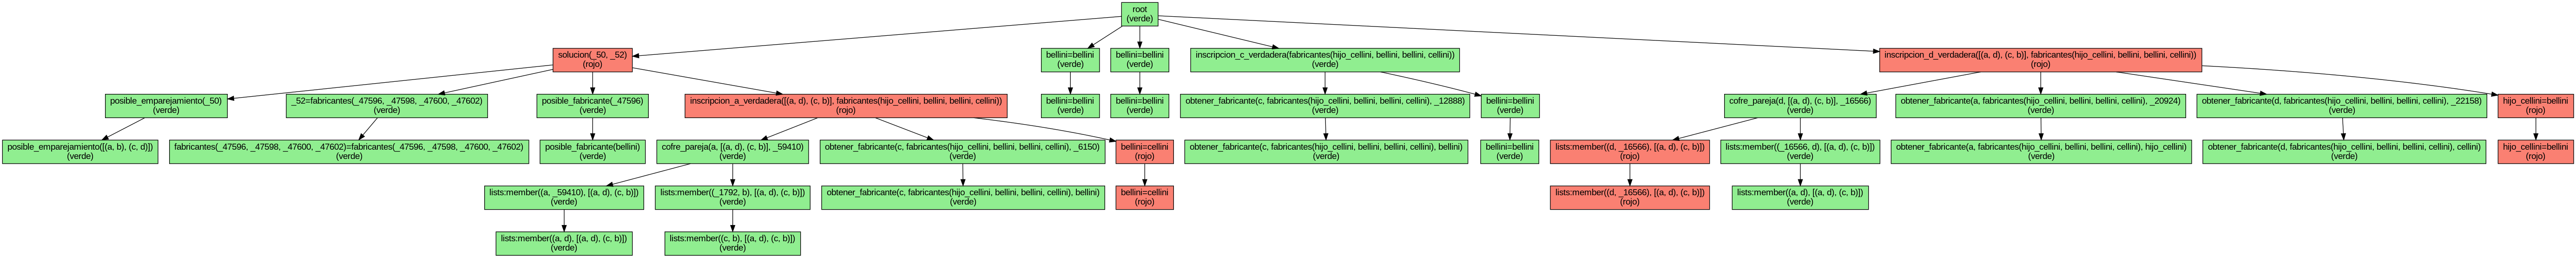 root
(verde)
solucion(_50, _52)
(rojo)
bellini=bellini
(verde)
bellini=bellini
(verde)
inscripcion_c_verdadera(fabricantes(hijo_cellini, bellini, bellini, cellini))
(verde)
inscripcion_d_verdadera([(a, d), (c, b)], fabricantes(hijo_cellini, bellini, bellini, cellini))
(rojo)
posible_emparejamiento(_50)
(verde)
_52=fabricantes(_47596, _47598, _47600, _47602)
(verde)
posible_fabricante(_47596)
(verde)
inscripcion_a_verdadera([(a, d), (c, b)], fabricantes(hijo_cellini, bellini, bellini, cellini))
(rojo)
bellini=bellini
(verde)
bellini=bellini
(verde)
obtener_fabricante(c, fabricantes(hijo_cellini, bellini, bellini, cellini), _12888)
(verde)
bellini=bellini
(verde)
cofre_pareja(d, [(a, d), (c, b)], _16566)
(verde)
obtener_fabricante(a, fabricantes(hijo_cellini, bellini, bellini, cellini), _20924)
(verde)
obtener_fabricante(d, fabricantes(hijo_cellini, bellini, bellini, cellini), _22158)
(verde)
hijo_cellini=bellini
(rojo)
posible_emparejamiento([(a, b), (c, d)])
(verde)
fabricantes(_47596, _47598, _47600, _47602)=fabricantes(_47596, _47598, _47600, _47602)
(verde)
posible_fabricante(bellini)
(verde)
cofre_pareja(a, [(a, d), (c, b)], _59410)
(verde)
obtener_fabricante(c, fabricantes(hijo_cellini, bellini, bellini, cellini), _6150)
(verde)
bellini=cellini
(rojo)
obtener_fabricante(c, fabricantes(hijo_cellini, bellini, bellini, cellini), bellini)
(verde)
bellini=bellini
(verde)
lists:member((d, _16566), [(a, d), (c, b)])
(rojo)
lists:member((_16566, d), [(a, d), (c, b)])
(verde)
obtener_fabricante(a, fabricantes(hijo_cellini, bellini, bellini, cellini), hijo_cellini)
(verde)
obtener_fabricante(d, fabricantes(hijo_cellini, bellini, bellini, cellini), cellini)
(verde)
hijo_cellini=bellini
(rojo)
lists:member((a, _59410), [(a, d), (c, b)])
(verde)
lists:member((_1792, b), [(a, d), (c, b)])
(verde)
obtener_fabricante(c, fabricantes(hijo_cellini, bellini, bellini, cellini), bellini)
(verde)
bellini=cellini
(rojo)
lists:member((d, _16566), [(a, d), (c, b)])
(rojo)
lists:member((a, d), [(a, d), (c, b)])
(verde)
lists:member((a, d), [(a, d), (c, b)])
(verde)
lists:member((c, b), [(a, d), (c, b)])
(verde)